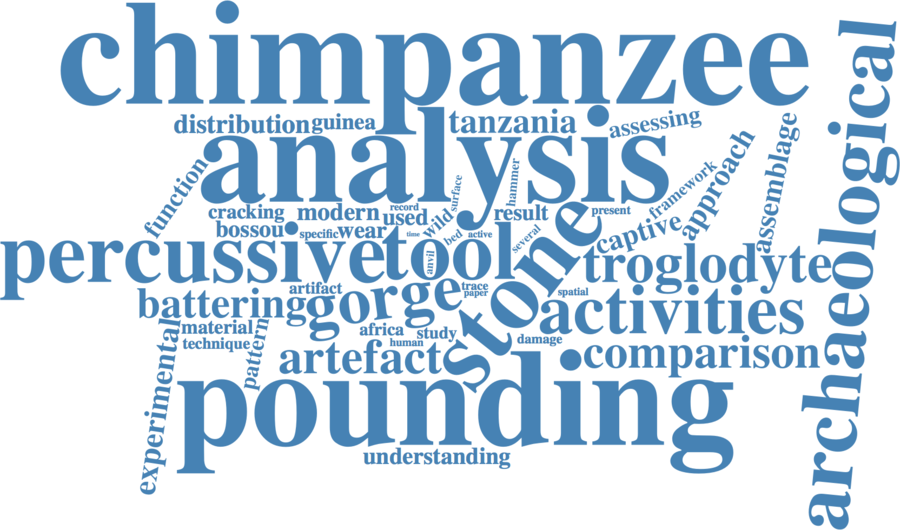 chimpanzee
archaeological
distribution guinea tanzania assessing
analysis
assemblage
approach
framework
function
hammer
surface
cracking modern record used wild result present
bossou specific wear time bed active several captive
percussive tool anvil stone troglodyte
artifact trace paper spatial
battering gorge activities
material africa study damage
technique pattern human
artefact comparison
experimental
pounding
understanding